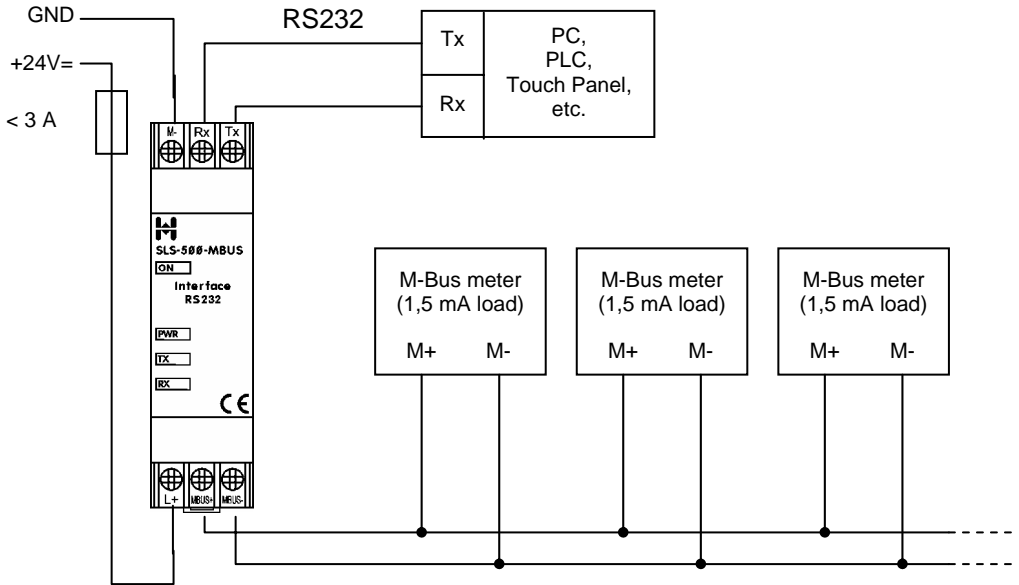 GND
RS232
+24V=
< 3 A
Tx
Rx
PC,
PLC,
Touch Panel,
etc.
M-
Rx
Tx
SLS-5ØØ-MBUS
ON
Interface
RS232
PWR
TX
RX
CE
L+
MBUS+
MBUS-
M-Bus meter
(1,5 mA load)
M+ M-
M-Bus meter
(1,5 mA load)
M+ M-
M-Bus meter
(1,5 mA load)
M+ M-